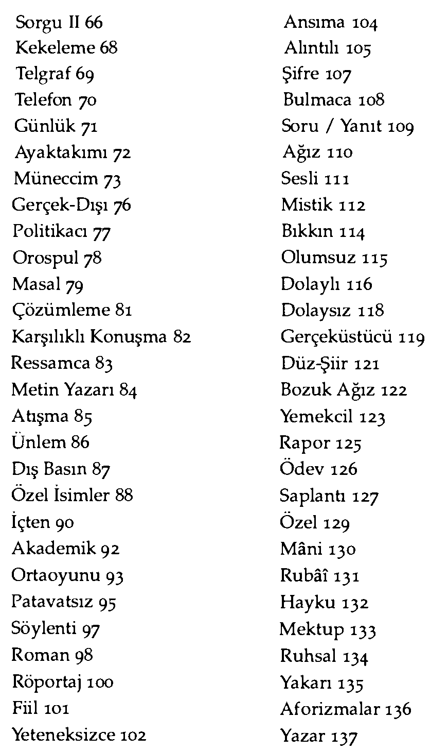 Sorgu II 66
Kekeleme 68
Telgraf 69
Telefon 70
Günlük 71
Ayaktakımı 72
Müneccim 73
Gerçek-Dışı 76
Politikacı 77
Orospul 78
Masal 79
Çözümleme 81
Karşılıklı Konuşma 82
Ressamca 83
Metin Yazarı 84
Atışma 85
Ünlem 86
Dış Basın 87
Özel İsimler 88
İçten 90
Akademik 92
Ortaoyunu 93
Patavatsız 95
Söylenti 97
Roman 98
Röportaj 100
Fiil 101
Yeteneksizce 102
Ansıma 104
Alıntılı 105
Şifre 107
Bulmaca 108
Soru / Yanıt 109
Ağız 110
Sesli 111
Mistik 112
Bıkkın 114
Olumsuz 115
Dolaylı 116
Dolaysız 118
Gerçeküstücü 119
Düz-Şiir 121
Bozuk Ağız 122
Yemekcil 123
Rapor 125
Ödev 126
Saplantı 127
Özel 129
Mâni 130
Rubâî 131
Hayku 132
Mektup 133
Ruhsal 134
Yakarı 135
Aforizmalar 136
Yazar 137